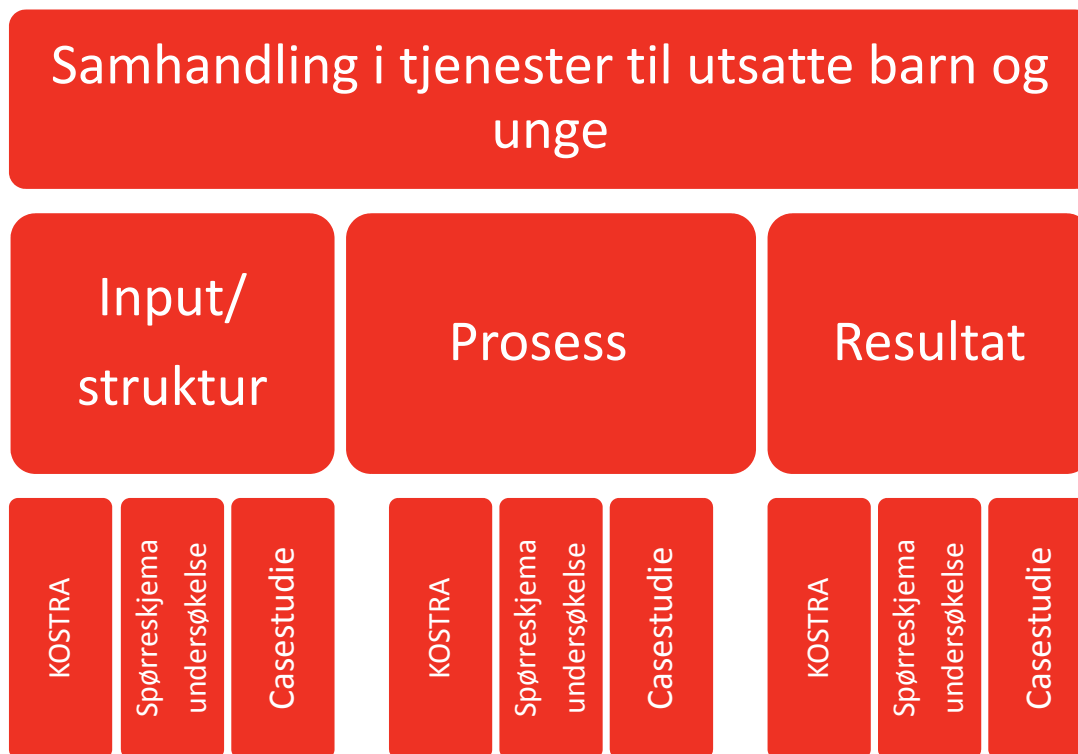 Samhandling i tjenester til utsatte barn og
unge
Input/
struktur
Prosess
Resultat
KOSTRA
Spørreskjema
undersøkelse
Casestudie
KOSTRA
Spørreskjema
undersøkelse
Casestudie
KOSTRA
Spørreskjema
undersøkelse
Casestudie